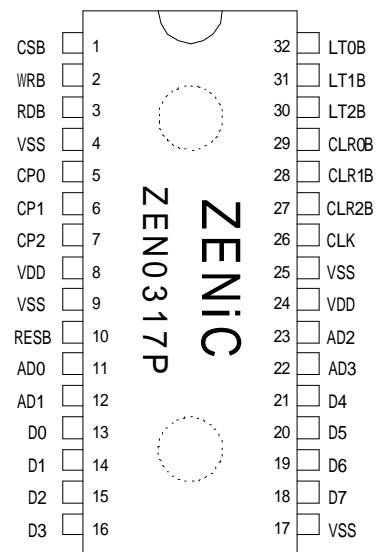 CSB 1 32 LT0B
WRB 2 31 LT1B
RDB 3 30 LT2B
VSS 4 29 CLR0B
CP0 5 28 CLR1B
CP1 6 27 CLR2B
CP2 7 26 CLK
VDD 8 25 VSS
VSS 9 24 VDD
RESB 10 23 AD2
AD0 11 22 AD3
AD1 12 21 D4
D0 13 20 D5
D1 14 19 D6
D2 15 18 D7
D3 16 17 VSS
ZENiC
ZEN0317P